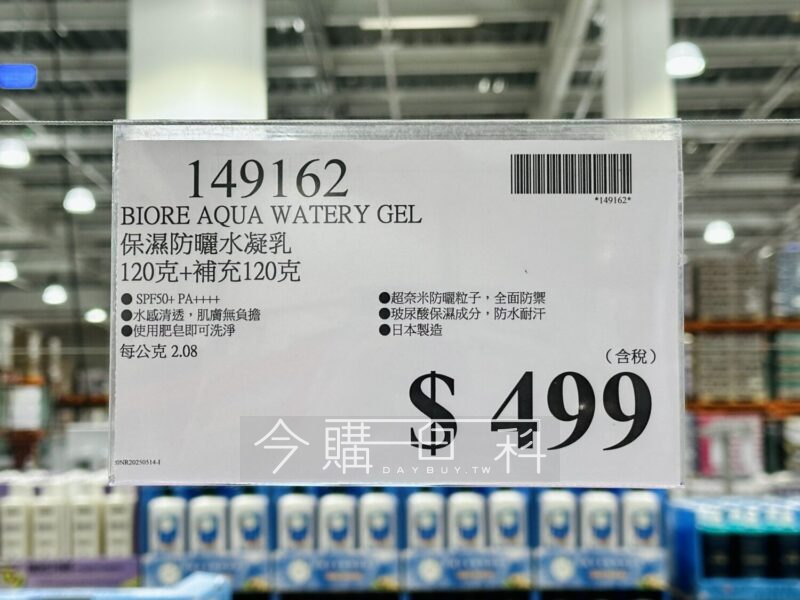 149162
*149162*
BIORE AQUA WATERY GEL
保濕防曬水凝乳
120克+補充120克
● SPF50+ PA++++
●水感清透，肌膚無負擔
●使用肥皂即可洗淨
●超奈米防曬粒子，全面防禦
●玻尿酸保濕成分，防水耐汗
●日本製造
每公克 2.08
（含稅）
$ 499
今購百科
DAYBUY.TW